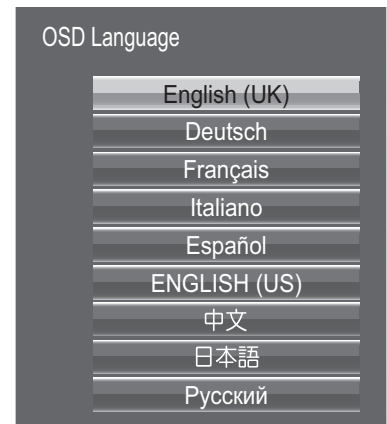 OSD Language
English (UK)
Deutsch
Français
Italiano
Español
ENGLISH (US)
中文
日本語
Русский